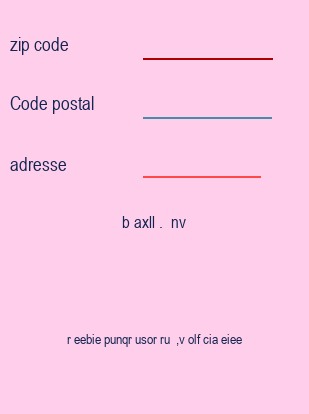 zip code
Code postal
adresse
b axll . nv
r eebie punqr usor ru ,v olf cia eiee